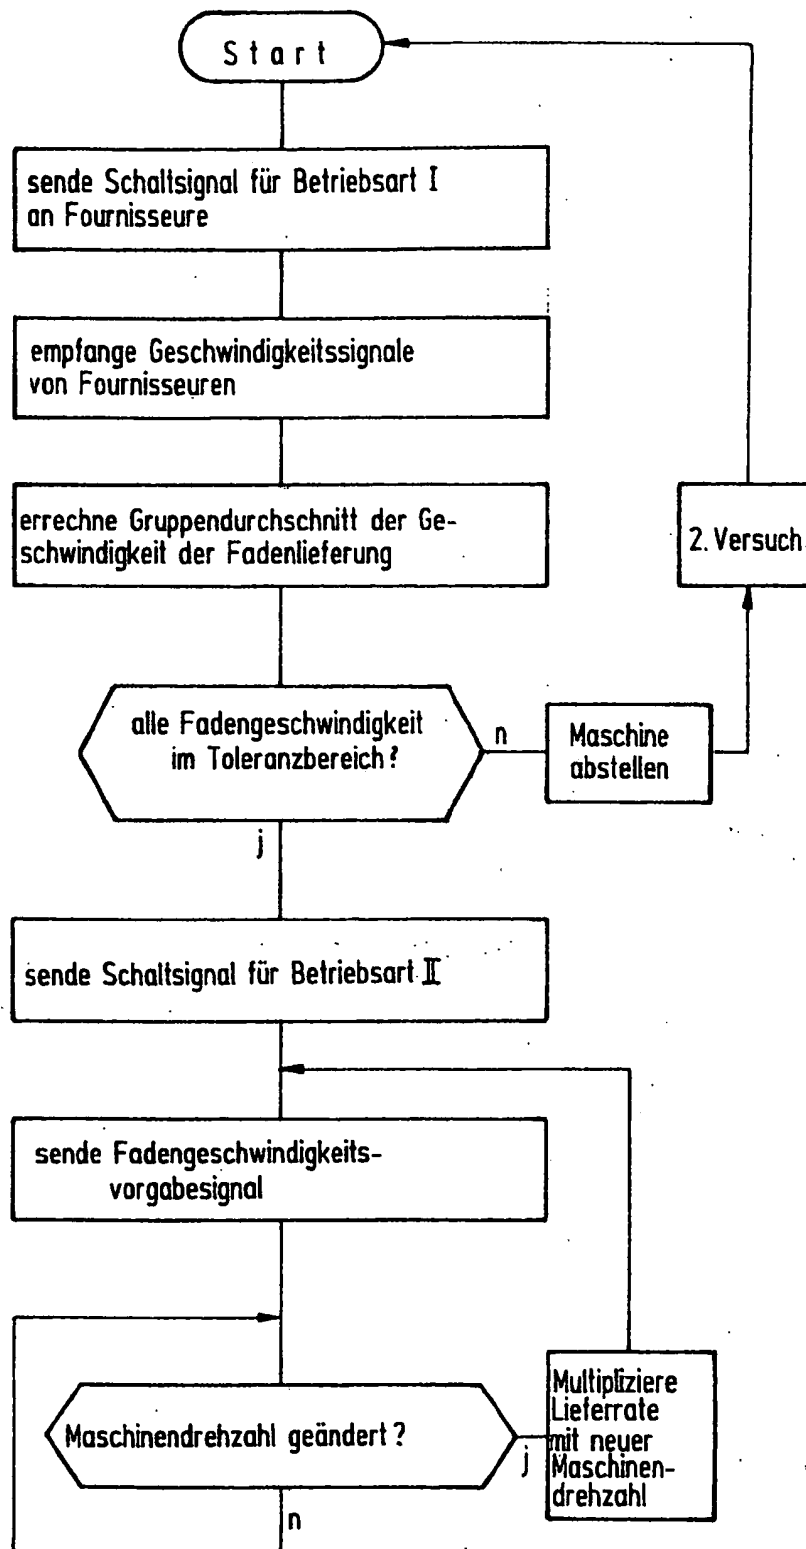 Start
sende Schaltsignal für Betriebsart I
an Fournisseure
empfange Geschwindigkeitssignale
von Fournisseuren
errechne Gruppendurchschnitt der Ge-
schwindigkeit der Fadenlieferung
2. Versuch
alle Fadengeschwindigkeit
im Toleranzbereich?
n
Maschine
abstellen
j
sende Schaltsignal für Betriebsart II
sende Fadengeschwindigkeits-
vorgabesignal
Maschinendrehzahl geändert?
j
Multipliziere
Lieferrate
mit neuer
Maschinen-
drehzahl
n